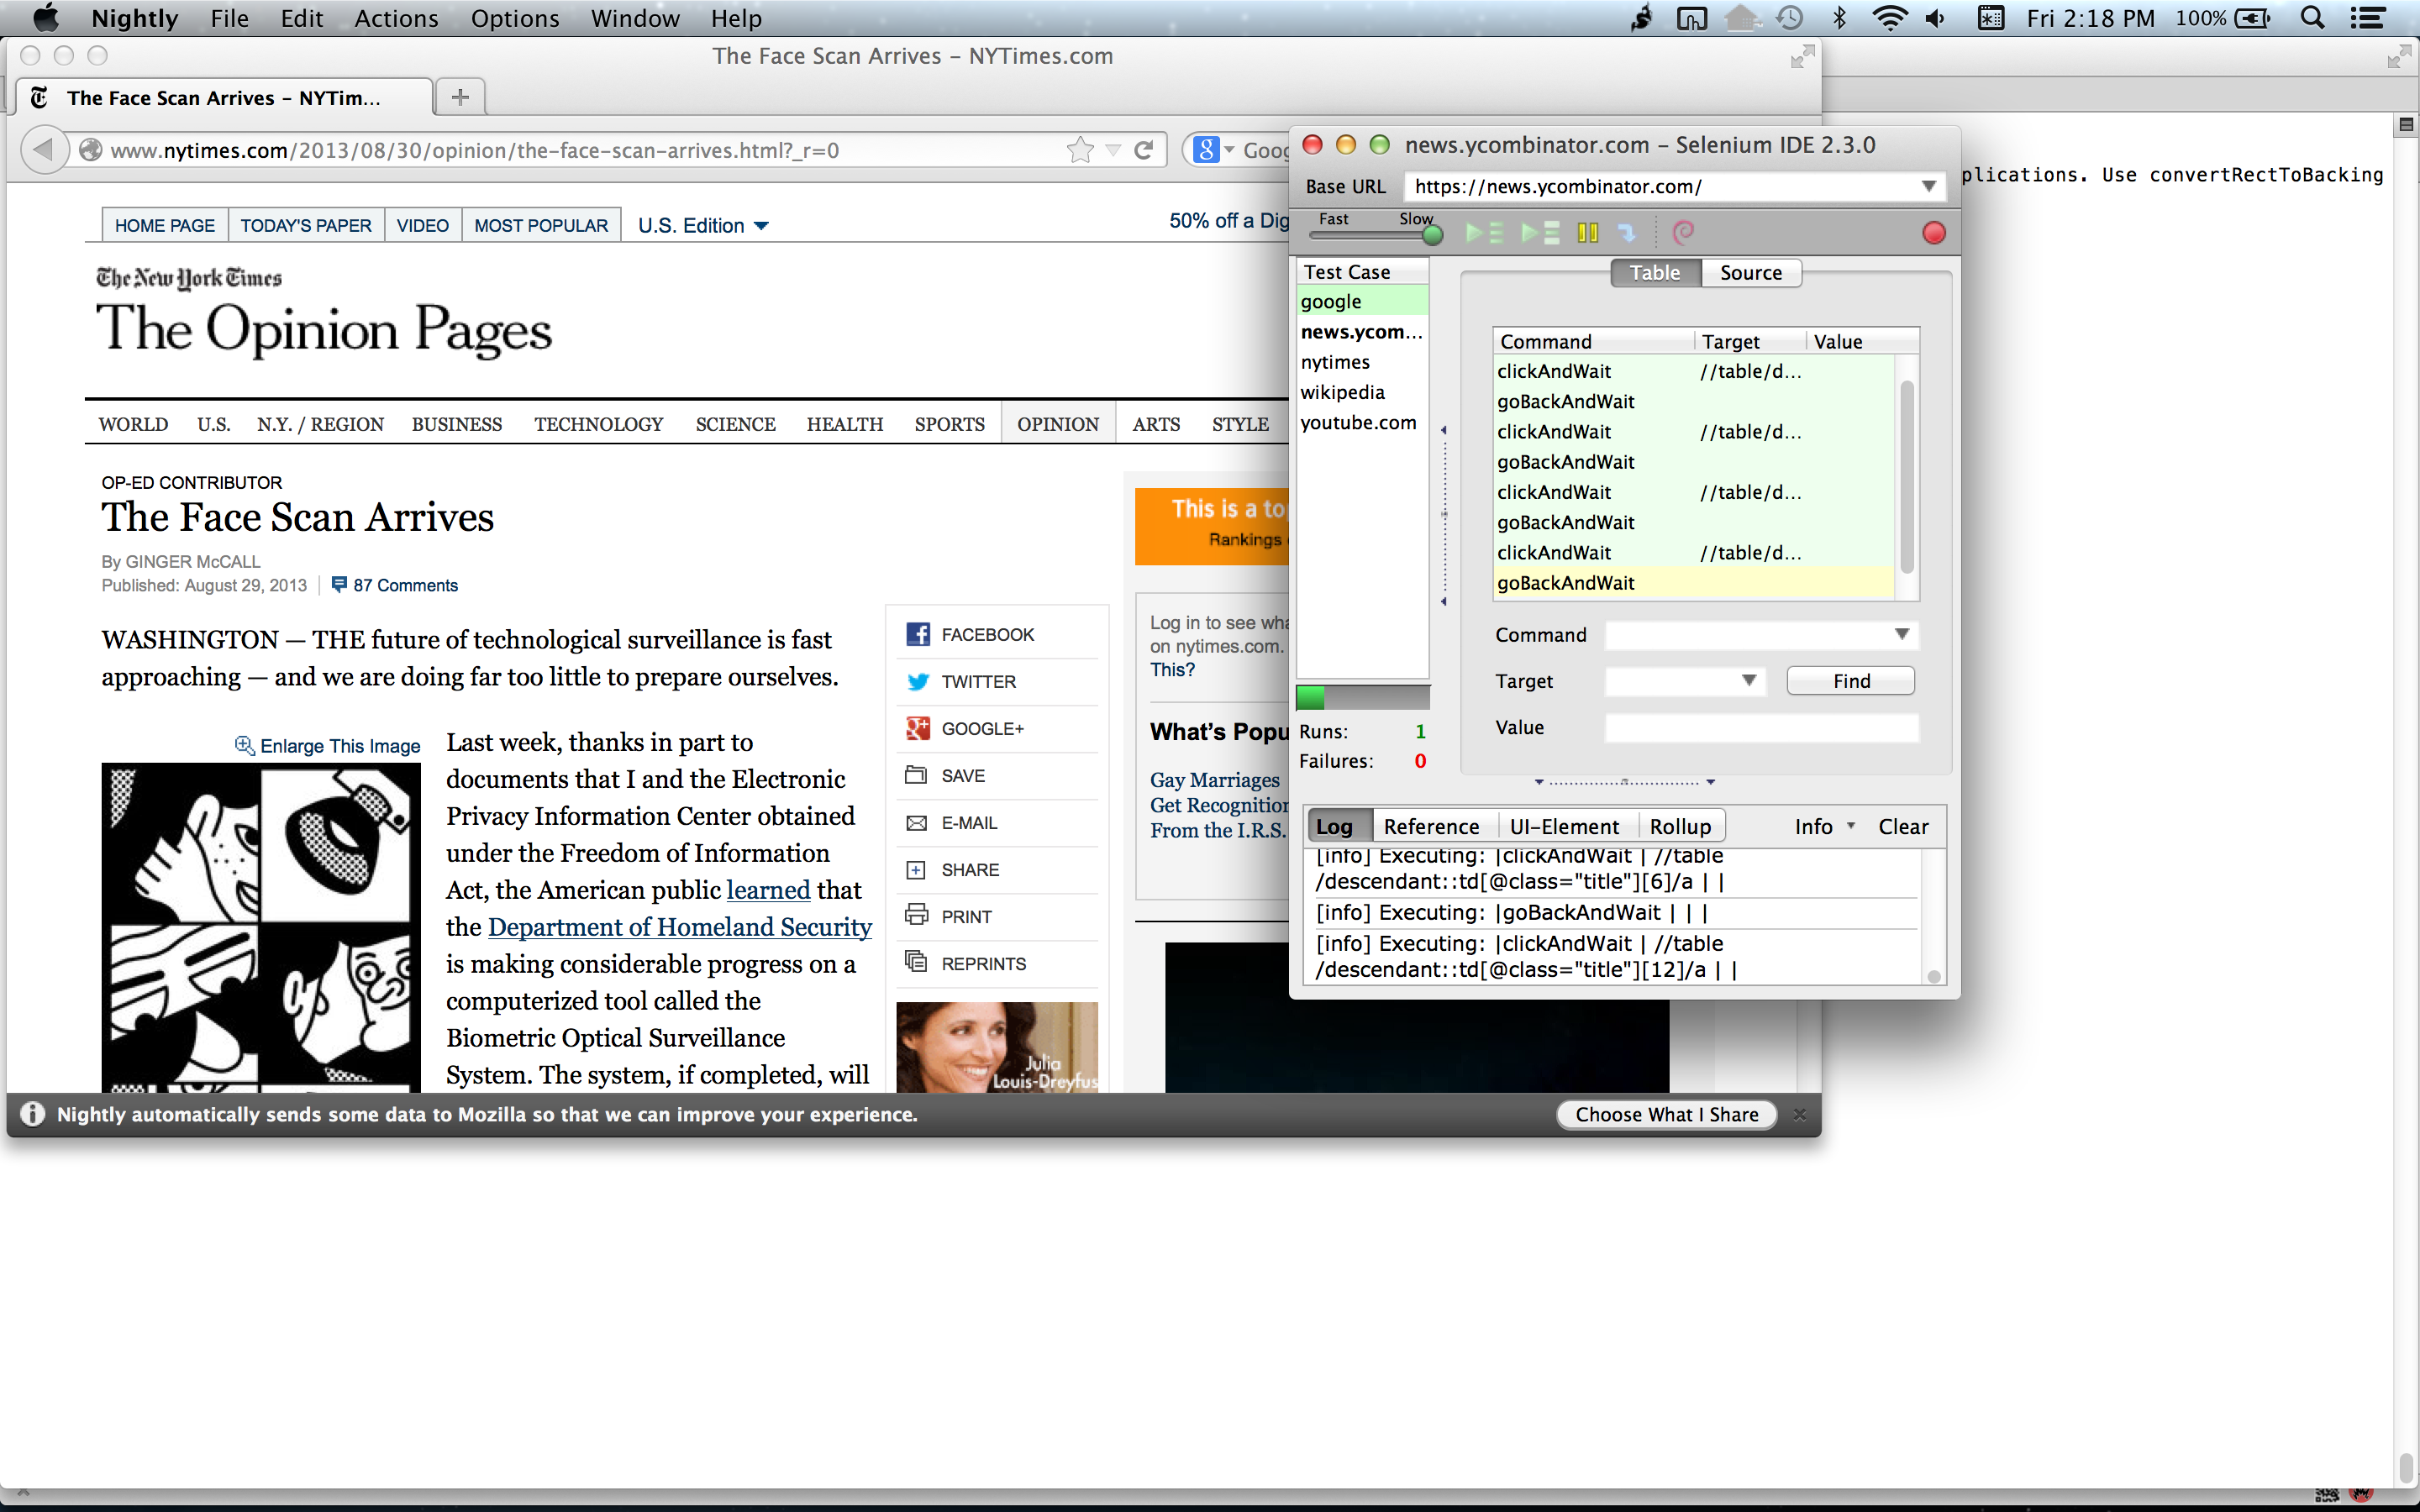 Nightly File Edit Actions Options Window Help Fri 2:18 PM 100%
The Face Scan Arrives – NYTimes.com
The Face Scan Arrives – NYTim...
www.nytimes.com/2013/08/30/opinion/the-face-scan-arrives.html?_r=0
Goog
HOME PAGE TODAY'S PAPER VIDEO MOST POPULAR U.S. Edition
50% off a Dig
The New York Times
The Opinion Pages
WORLD U.S. N.Y. / REGION BUSINESS TECHNOLOGY SCIENCE HEALTH SPORTS OPINION ARTS STYLE
OP-ED CONTRIBUTOR
The Face Scan Arrives
By GINGER McCALL
Published: August 29, 2013 87 Comments
WASHINGTON — THE future of technological surveillance is fast
approaching — and we are doing far too little to prepare ourselves.
Enlarge This Image
Last week, thanks in part to
documents that I and the Electronic
Privacy Information Center obtained
under the Freedom of Information
Act, the American public learned that
the Department of Homeland Security
is making considerable progress on a
computerized tool called the
Biometric Optical Surveillance
System. The system, if completed, will
FACEBOOK
TWITTER
GOOGLE+
SAVE
E-MAIL
SHARE
PRINT
REPRINTS
Julia
Louis-Dreyfus
This is a to
Rankings
Log in to see wha
on nytimes.com.
This?
What's Popu
Gay Marriages
Get Recognition
From the I.R.S.
Nightly automatically sends some data to Mozilla so that we can improve your experience.
Choose What I Share
news.ycombinator.com – Selenium IDE 2.3.0
Base URL https://news.ycombinator.com/
Fast Slow
Test Case
google
news.ycom...
nytimes
wikipedia
youtube.com
Runs: 1
Failures: 0
Table Source
Command Target Value
clickAndWait //table/d...
goBackAndWait
clickAndWait //table/d...
goBackAndWait
clickAndWait //table/d...
goBackAndWait
clickAndWait //table/d...
goBackAndWait
Command
Target Find
Value
Log Reference UI-Element Rollup Info Clear
[info] Executing: |clickAndWait | //table
/descendant::td[@class="title"][6]/a | |
[info] Executing: |goBackAndWait | | |
[info] Executing: |clickAndWait | //table
/descendant::td[@class="title"][12]/a | |
plications. Use convertRectToBacking